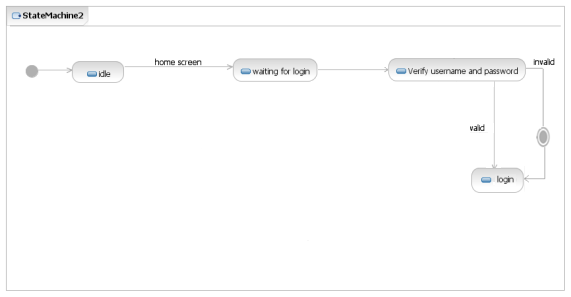 StateMachine2
home screen
invalid
idle
waiting for login
Verify username and password
valid
login